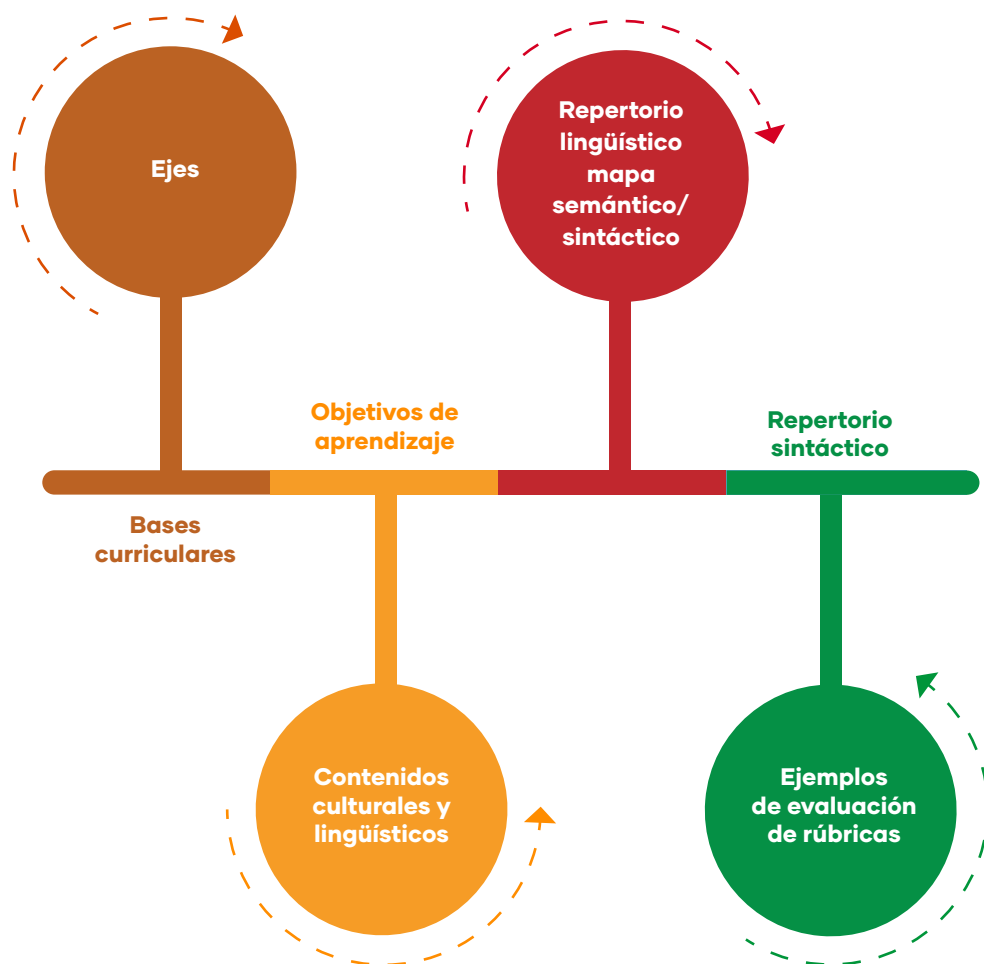 Ejes
Repertorio
lingüístico
mapa
semántico/
sintáctico
Objetivos de
aprendizaje
Repertorio
sintáctico
Bases
curriculares
Contenidos
culturales y
lingüísticos
Ejemplos
de evaluación
de rúbricas